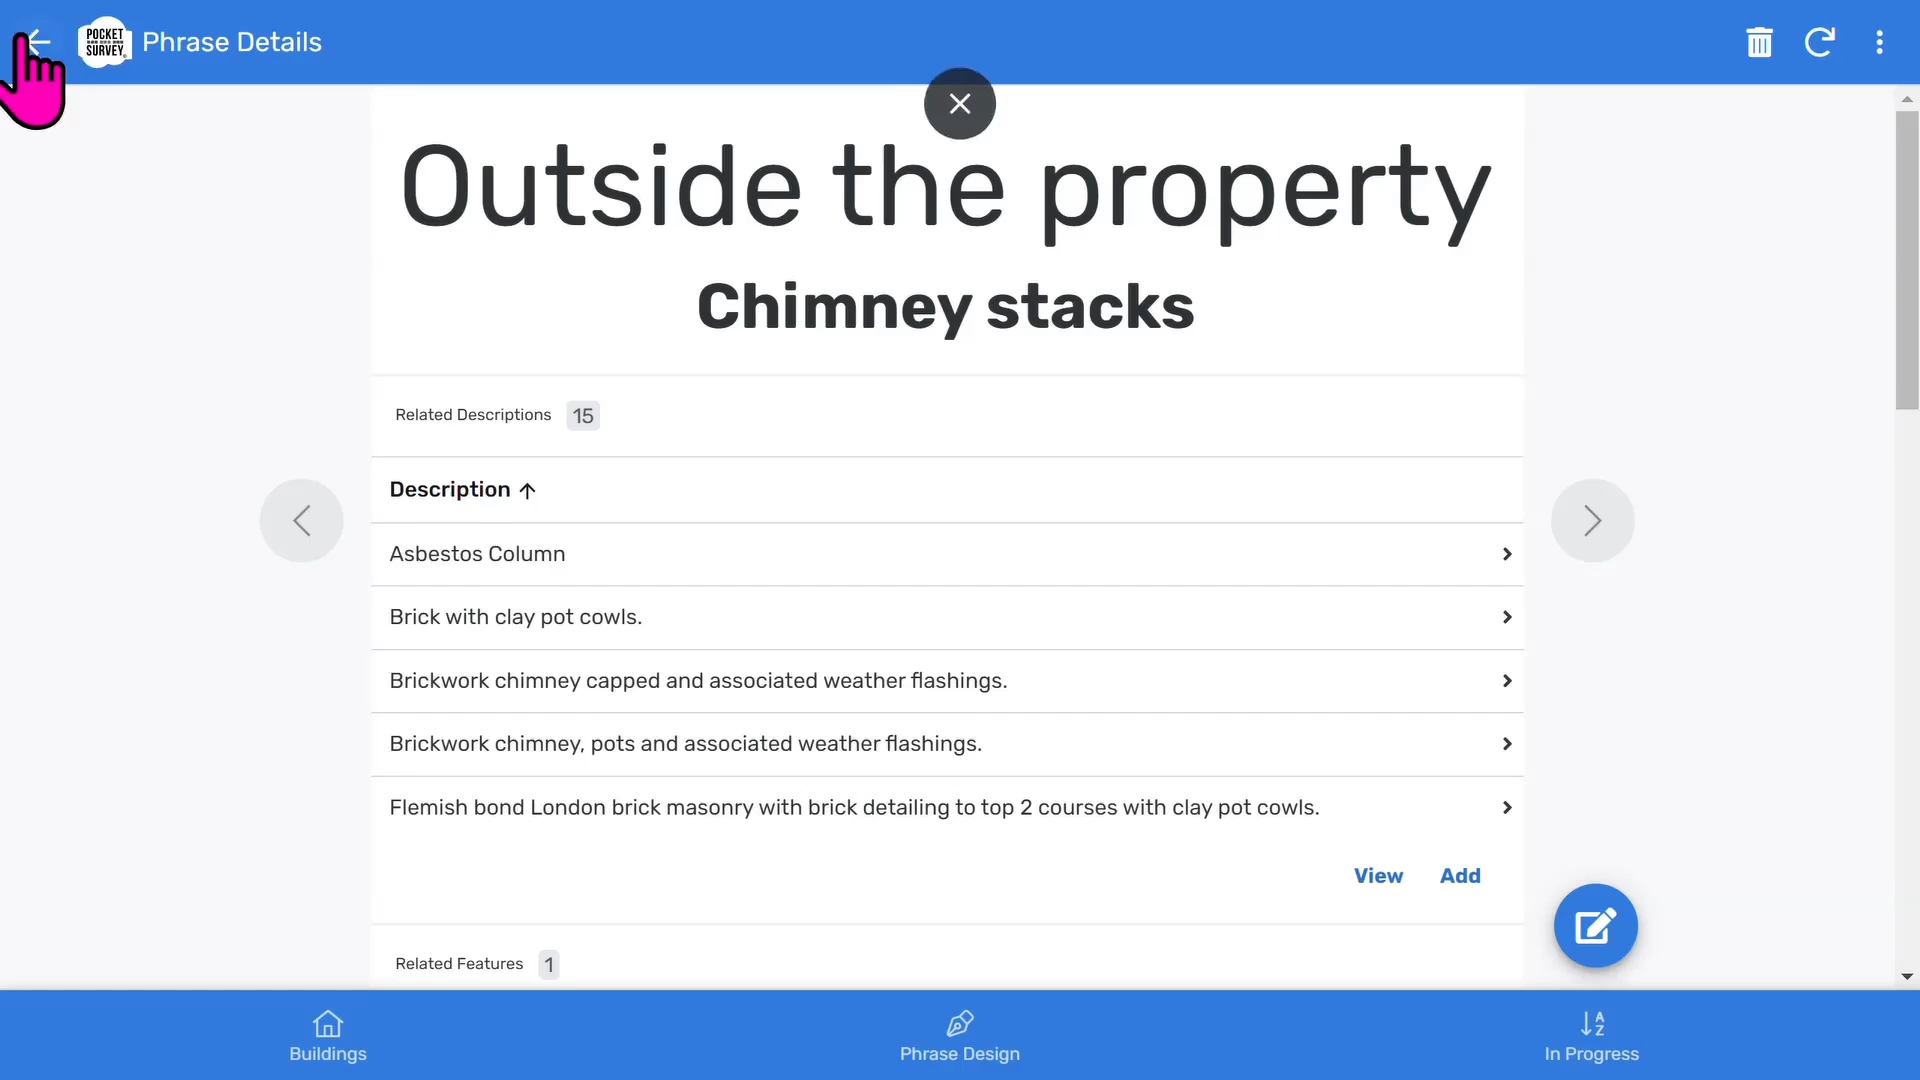 POCKET
SURVEY
Phrase Details
Outside the property
Chimney stacks
Related Descriptions 15
Description
Asbestos Column
Brick with clay pot cowls.
Brickwork chimney capped and associated weather flashings.
Brickwork chimney, pots and associated weather flashings.
Flemish bond London brick masonry with brick detailing to top 2 courses with clay pot cowls.
View Add
Related Features 1
A
Z
Buildings Phrase Design In Progress